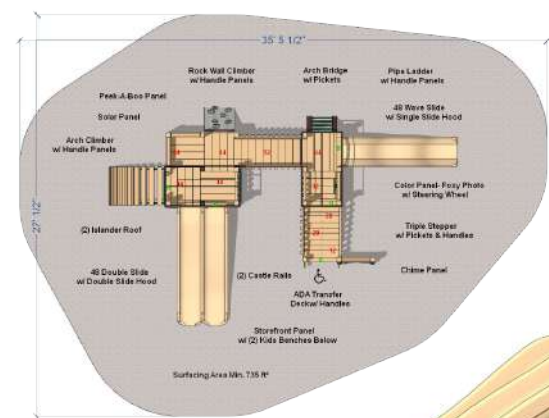 35' 5 1/2"
Rock Wall Climber
w/ Handle Panels
Arch Bridge
w/ Pickets
Pipe Ladder
w/ Handle Panels
Peek-A-Boo Panel
Solar Panel
48 Wave Slide
w/ Single Slide Hood
Arch Climber
w/ Handle Panels
Color Panel- Foxy Photo
w/ Steering Wheel
27' 1/2"
(2) Islander Roof
Triple Stepper
w/ Pickets & Handles
48 Double Slide
w/ Double Slide Hood
(2) Castle Rails
Chime Panel
ADA Transfer
Deck w/ Handles
Storefront Panel
w/ (2) Kids Benches Below
Surfacing Area Min. 735 ft²